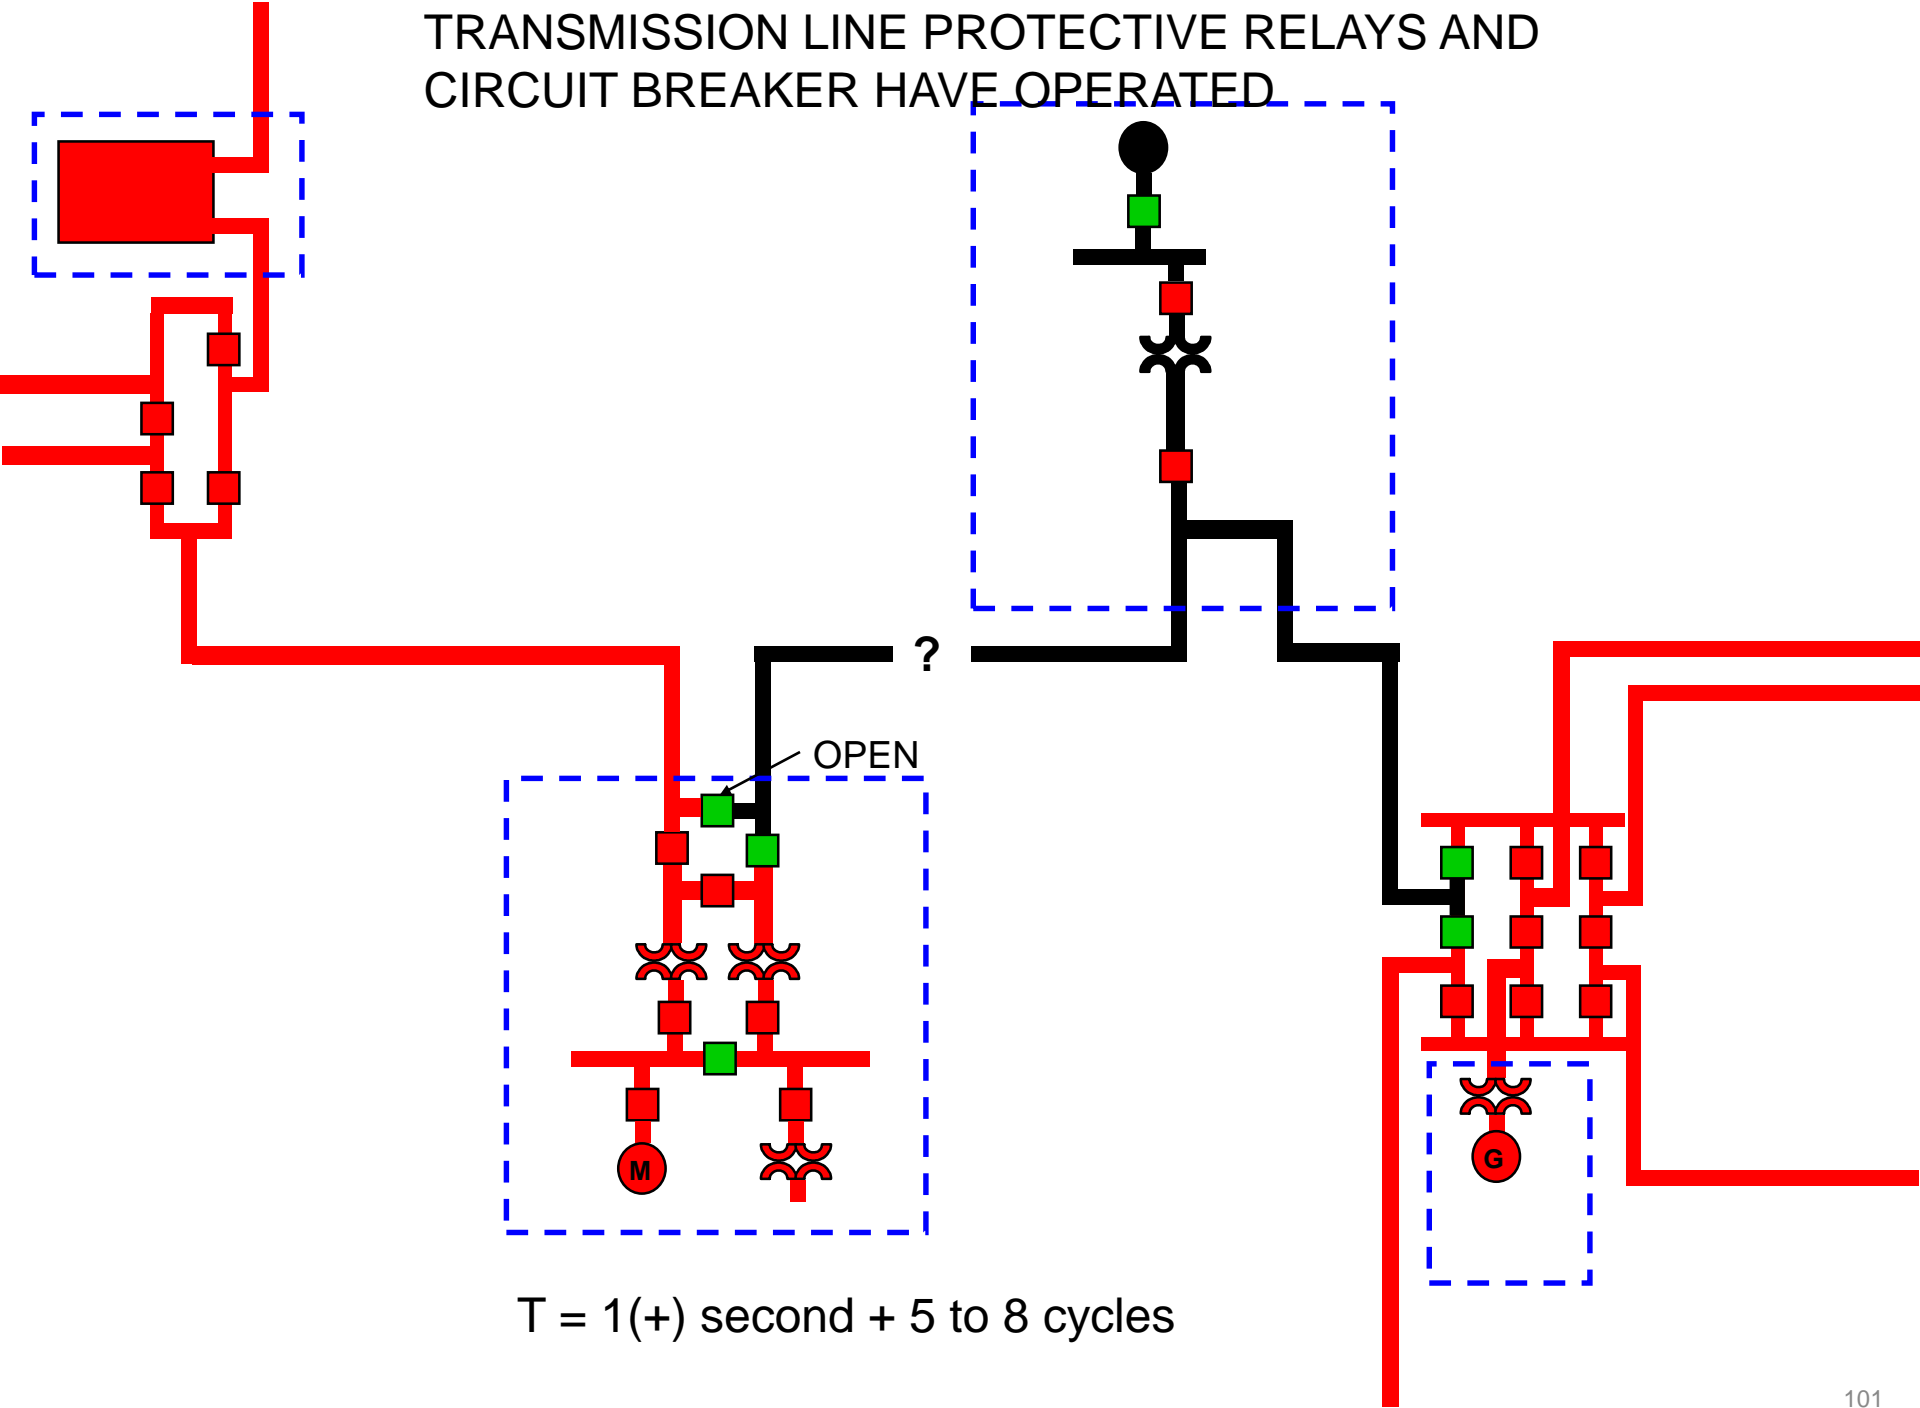 TRANSMISSION LINE PROTECTIVE RELAYS AND
CIRCUIT BREAKER HAVE OPERATED
?
OPEN
M
G
T = 1(+) second + 5 to 8 cycles
101